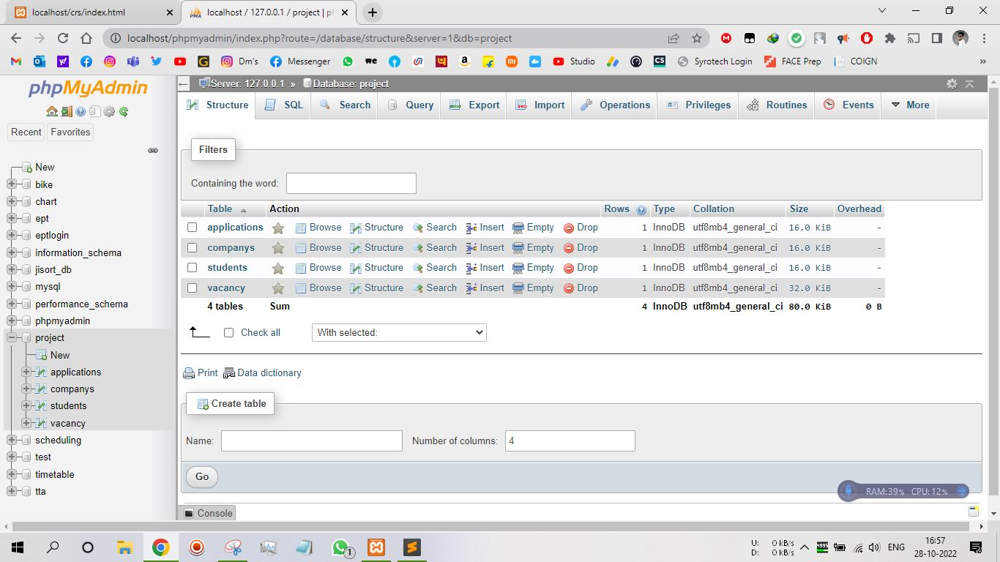 localhost/crs/index.html
localhost / 127.0.0.1 / project | ph
localhost/phpmyadmin/index.php?route=/database/structure&server=1&db=project
Dm's Messenger we Studio CS Syrotech Login FACE Prep COIGN »
phpMyAdmin
Recent Favorites
New
bike
chart
ept
eptlogin
information_schema
jisort_db
mysql
performance_schema
phpmyadmin
project
New
applications
companys
students
vacancy
scheduling
test
timetable
tta
Server: 127.0.0.1 » Database: project
Structure SQL Search Query Export Import Operations Privileges Routines Events More
Filters
Containing the word:
Table Action Rows Type Collation Size Overhead
applications Browse Structure Search Insert Empty Drop 1 InnoDB utf8mb4_general_ci 16.0 KiB -
companys Browse Structure Search Insert Empty Drop 1 InnoDB utf8mb4_general_ci 16.0 KiB -
students Browse Structure Search Insert Empty Drop 1 InnoDB utf8mb4_general_ci 16.0 KiB -
vacancy Browse Structure Search Insert Empty Drop 1 InnoDB utf8mb4_general_ci 32.0 KiB -
4 tables Sum 4 InnoDB utf8mb4_general_ci 80.0 KiB 0 B
Check all With selected:
Print Data dictionary
Create table
Name: Number of columns: 4
Go
RAM:39% CPU:12%
Console
1
U: 0 kB/s
D: 0 kB/s
ENG
16:57
28-10-2022